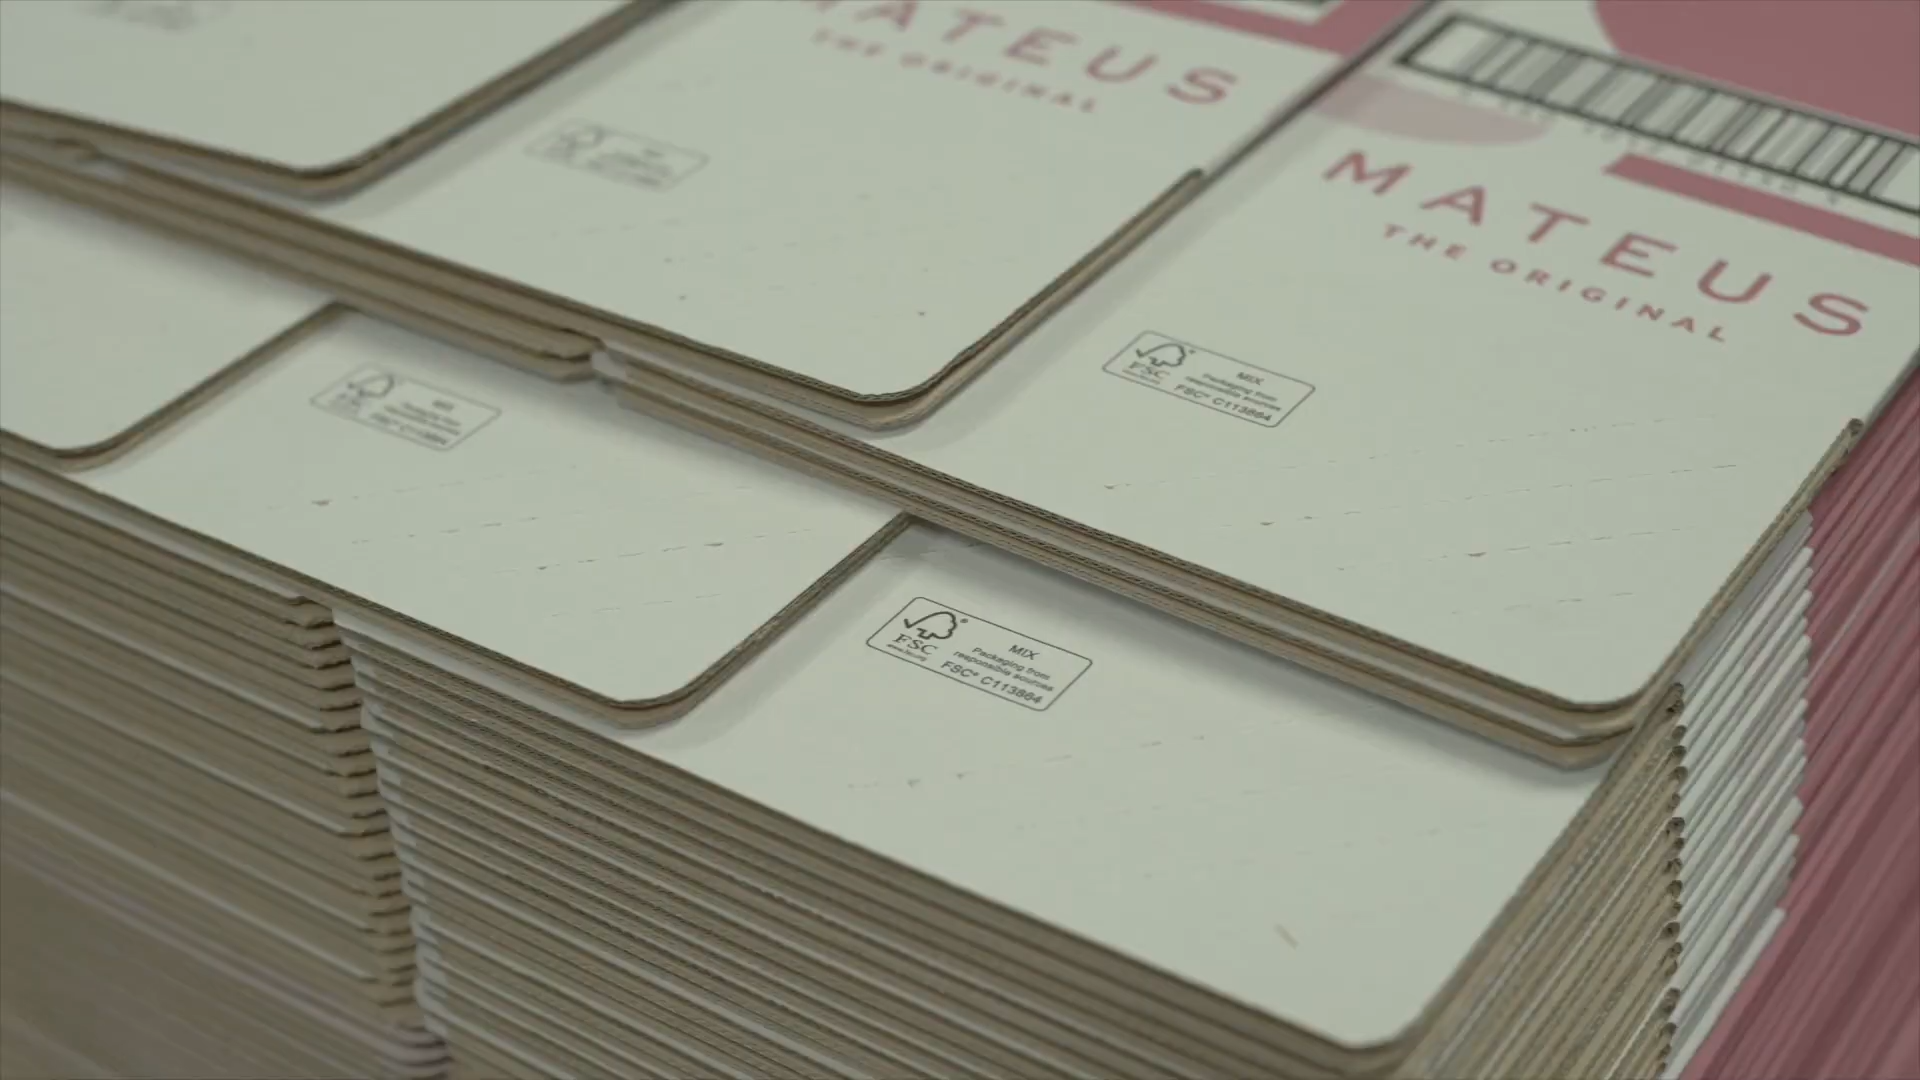 MATEUS
THE ORIGINAL
MATEUS
THE ORIGINAL
FSC
MIX
Packaging from
responsible sources
FSC® C113864
FSC
MIX
Packaging from
responsible sources
FSC® C113864